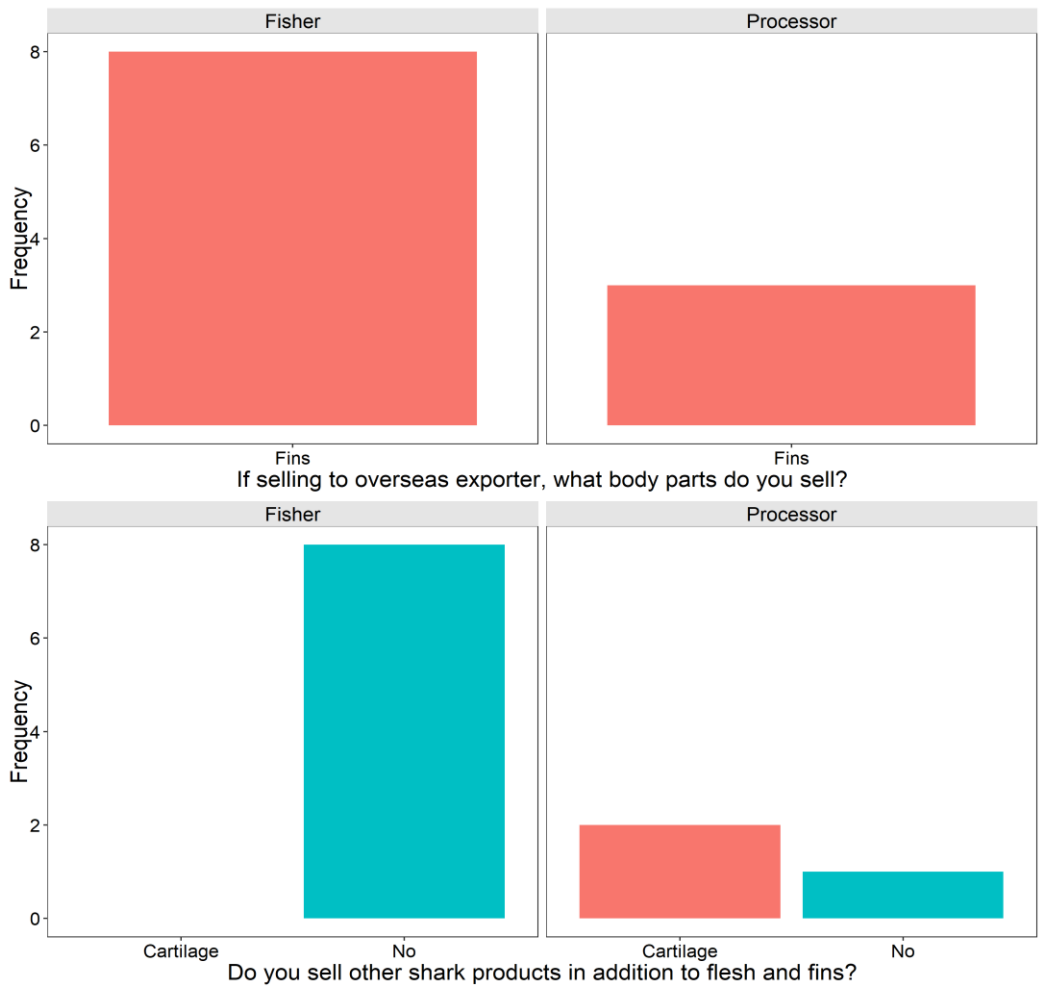 Fisher Processor
8
6
4
2
0
Frequency
Fins Fins
If selling to overseas exporter, what body parts do you sell?
Fisher Processor
8
6
4
2
0
Frequency
Cartilage No Cartilage No
Do you sell other shark products in addition to flesh and fins?